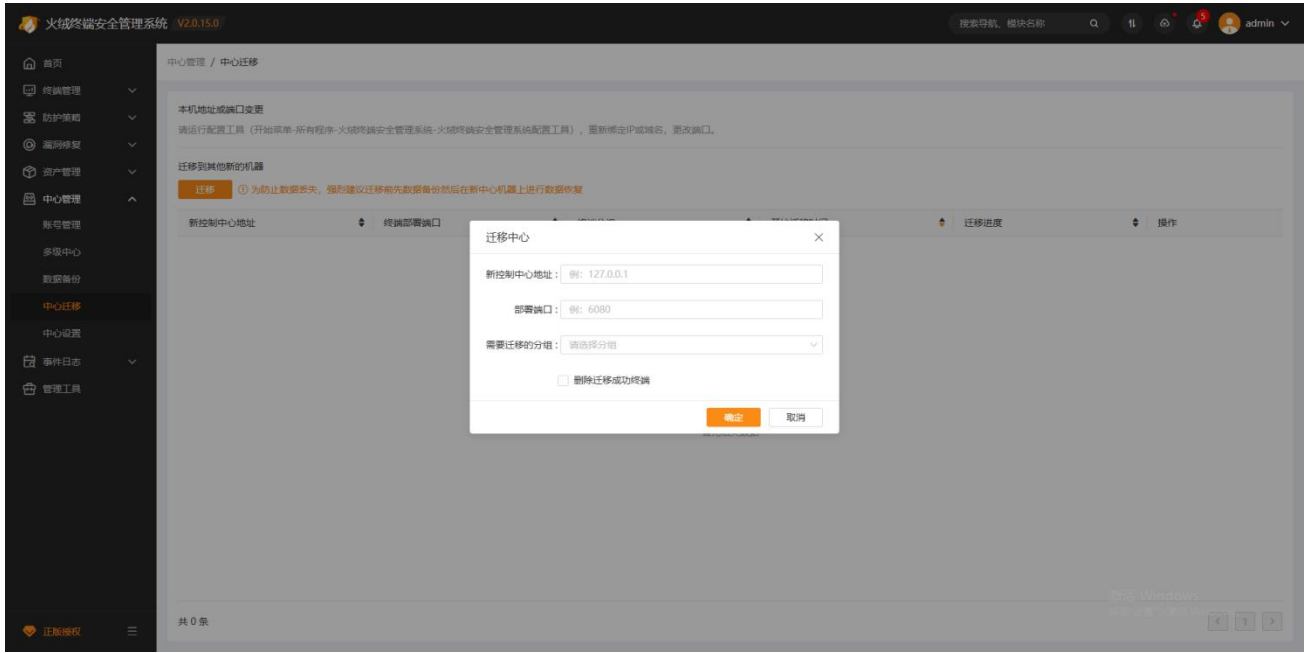 火绒终端安全管理系统 V2.0.15.0
搜索导航、模块名称
5
admin
首页
终端管理
防护策略
漏洞修复
资产管理
中心管理
账号管理
多级中心
数据备份
中心迁移
中心设置
事件日志
管理工具
正版授权
中心管理 / 中心迁移
本机地址或端口变更
请运行配置工具（开始菜单-所有程序-火绒终端安全管理系统-火绒终端安全管理系统配置工具），重新绑定IP或域名、更改端口。
迁移到其他新的机器
迁移 为防止数据丢失，强烈建议迁移前先数据备份然后在新中心机器上进行数据恢复
新控制中心地址 终端部署端口 迁移进度 操作
迁移中心
新控制中心地址： 例：127.0.0.1
部署端口： 例：6080
需要迁移的分组： 请选择分组
删除迁移成功终端
确定 取消
共 0 条
激活 Windows
1